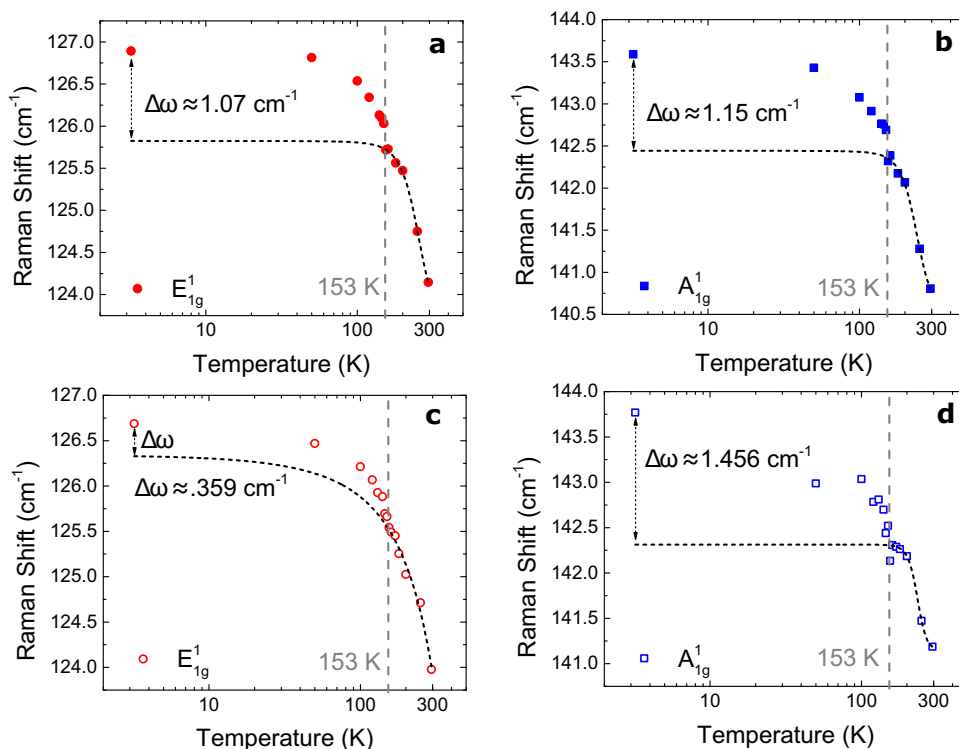 a
127.0
126.5
126.0
125.5
125.0
124.5
124.0
Raman Shift (cm⁻¹)
Δω ≈ 1.07 cm⁻¹
E¹₁g
153 K
10
100
300
Temperature (K)
b
144.0
143.5
143.0
142.5
142.0
141.5
141.0
140.5
Raman Shift (cm⁻¹)
Δω ≈ 1.15 cm⁻¹
A¹₁g
153 K
10
100
300
Temperature (K)
c
127.0
126.5
126.0
125.5
125.0
124.5
124.0
Raman Shift (cm⁻¹)
Δω
Δω ≈ .359 cm⁻¹
E¹₁g
153 K
10
100
300
Temperature (K)
d
144.0
143.5
143.0
142.5
142.0
141.5
141.0
Raman Shift (cm⁻¹)
Δω ≈ 1.456 cm⁻¹
A¹₁g
153 K
10
100
300
Temperature (K)